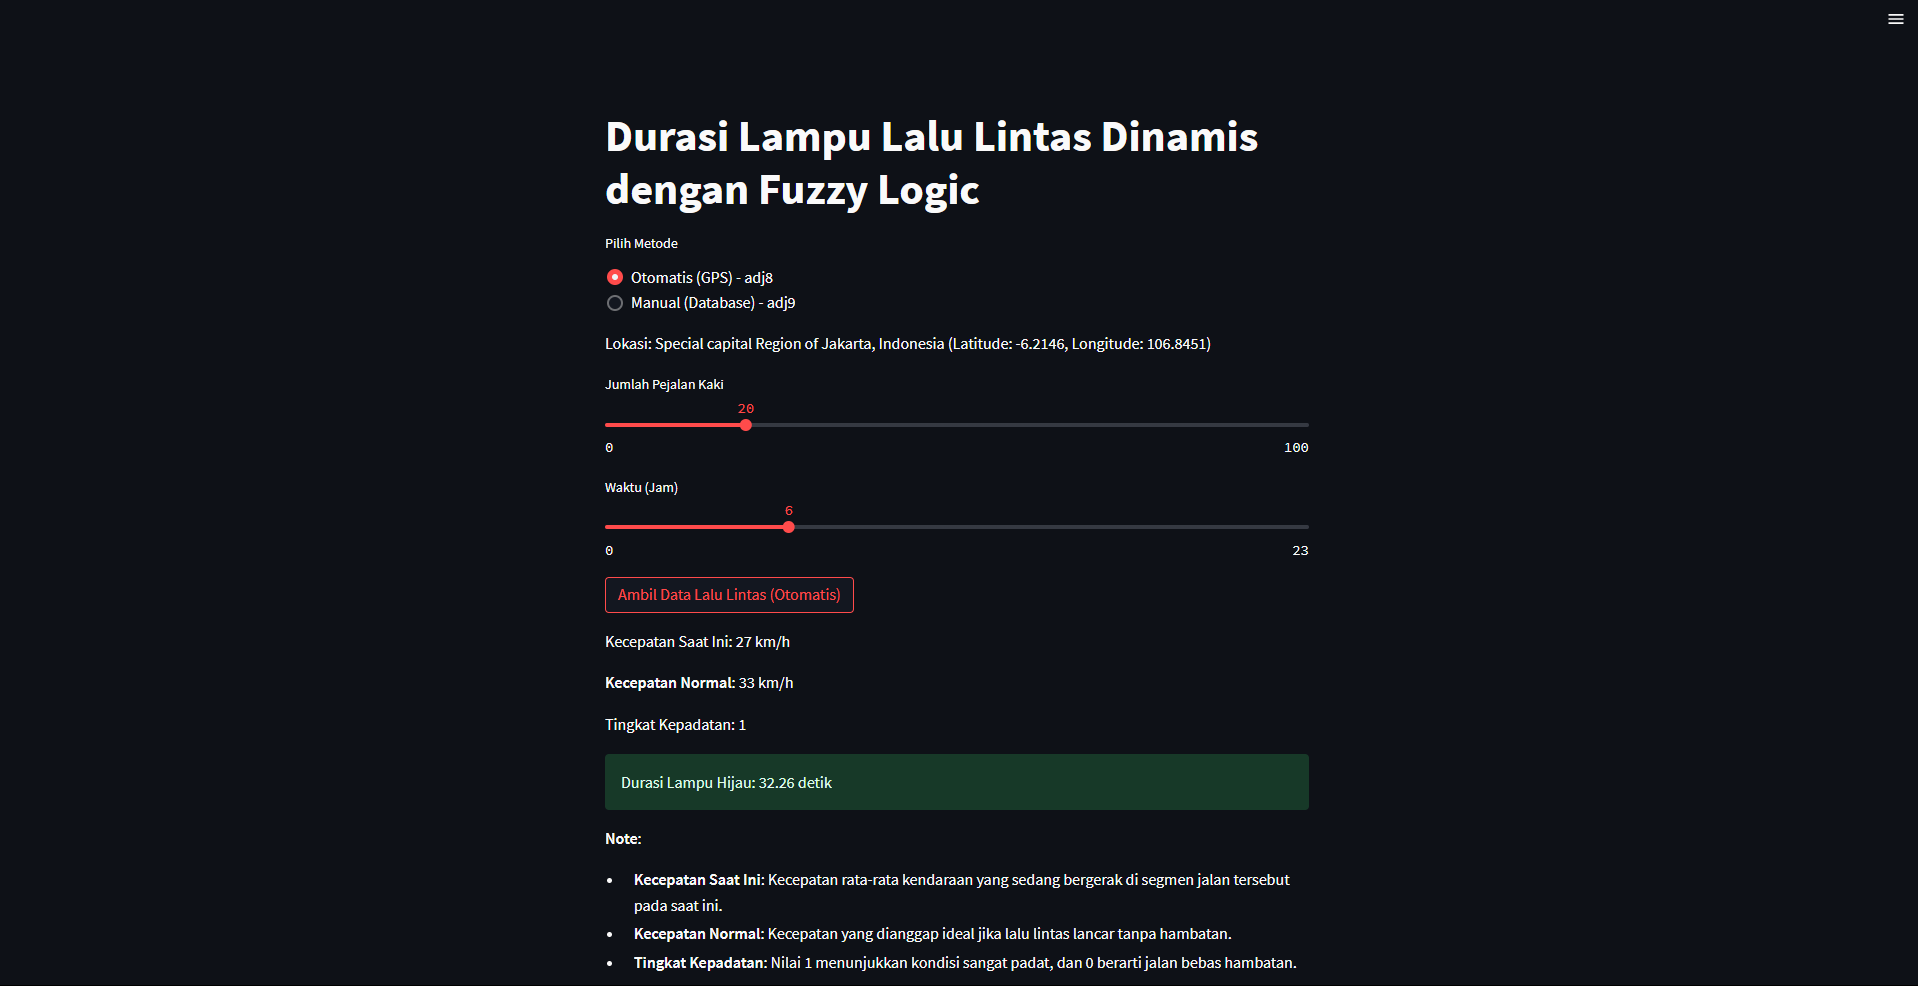 Durasi Lampu Lalu Lintas Dinamis
dengan Fuzzy Logic
Pilih Metode
Otomatis (GPS) - adj8
Manual (Database) - adj9
Lokasi: Special capital Region of Jakarta, Indonesia (Latitude: -6.2146, Longitude: 106.8451)
Jumlah Pejalan Kaki
20
0 100
Waktu (Jam)
6
0 23
Ambil Data Lalu Lintas (Otomatis)
Kecepatan Saat Ini: 27 km/h
Kecepatan Normal: 33 km/h
Tingkat Kepadatan: 1
Durasi Lampu Hijau: 32.26 detik
Note:
• Kecepatan Saat Ini: Kecepatan rata-rata kendaraan yang sedang bergerak di segmen jalan tersebut
pada saat ini.
• Kecepatan Normal: Kecepatan yang dianggap ideal jika lalu lintas lancar tanpa hambatan.
• Tingkat Kepadatan: Nilai 1 menunjukkan kondisi sangat padat, dan 0 berarti jalan bebas hambatan.